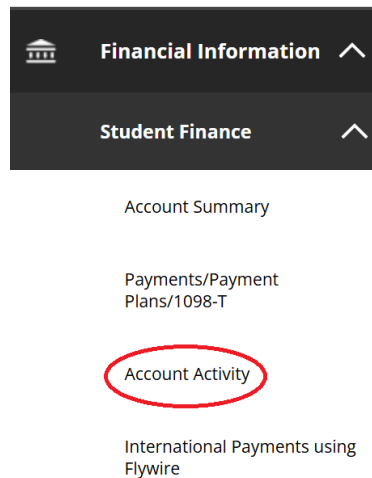 Financial Information
Student Finance
Account Summary
Payments/Payment
Plans/1098-T
Account Activity
International Payments using
Flywire